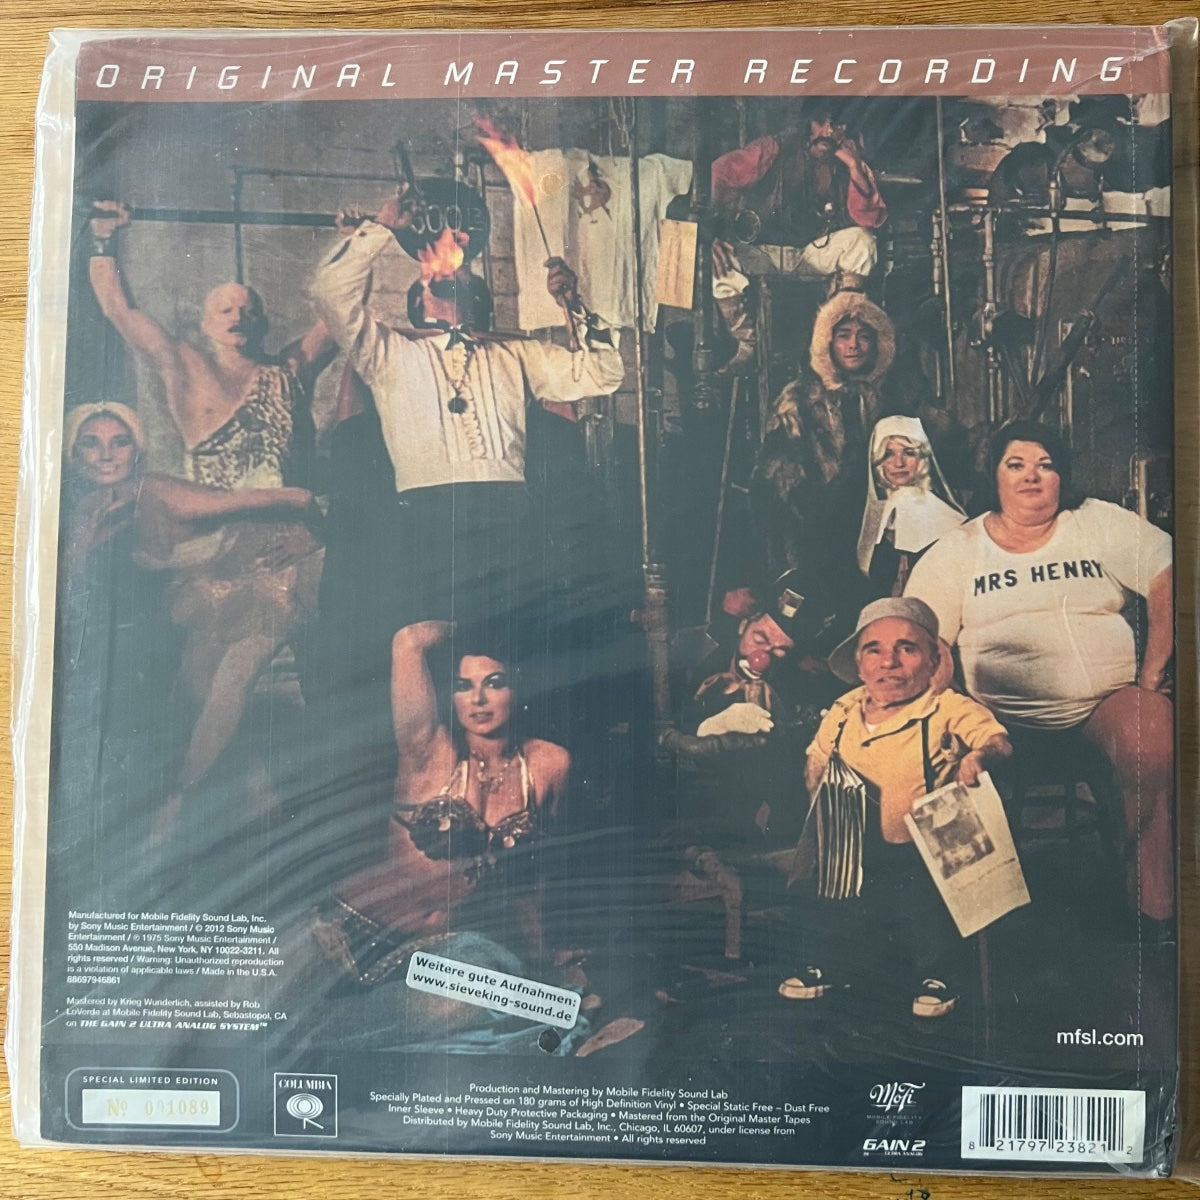 ORIGINAL MASTER RECORDING
MRS HENRY
Manufactured for Mobile Fidelity Sound Lab, Inc.
by Sony Music Entertainment / © 2012 Sony Music
Entertainment / ℗ 1975 Sony Music Entertainment /
550 Madison Avenue, New York, NY 10022-3211. All
rights reserved / Warning: Unauthorized reproduction
is a violation of applicable laws / Made in the U.S.A.
88697946861
Mastered by Krieg Wunderlich, assisted by Rob
LoVerde at Mobile Fidelity Sound Lab, Sebastopol, CA
on THE GAIN 2 ULTRA ANALOG SYSTEM™
Weitere gute Aufnahmen:
www.sieveking-sound.de
mfsl.com
SPECIAL LIMITED EDITION
Nº 001089
COLUMBIA
Production and Mastering by Mobile Fidelity Sound Lab
Specially Plated and Pressed on 180 grams of High Definition Vinyl • Special Static Free – Dust Free
Inner Sleeve • Heavy Duty Protective Packaging • Mastered from the Original Master Tapes
Distributed by Mobile Fidelity Sound Lab, Inc., Chicago, IL 60607, under license from
Sony Music Entertainment • All rights reserved
MoFi
MOBILE FIDELITY
SOUND LAB
GAIN 2
ULTRA ANALOG
8 21797 23821 2